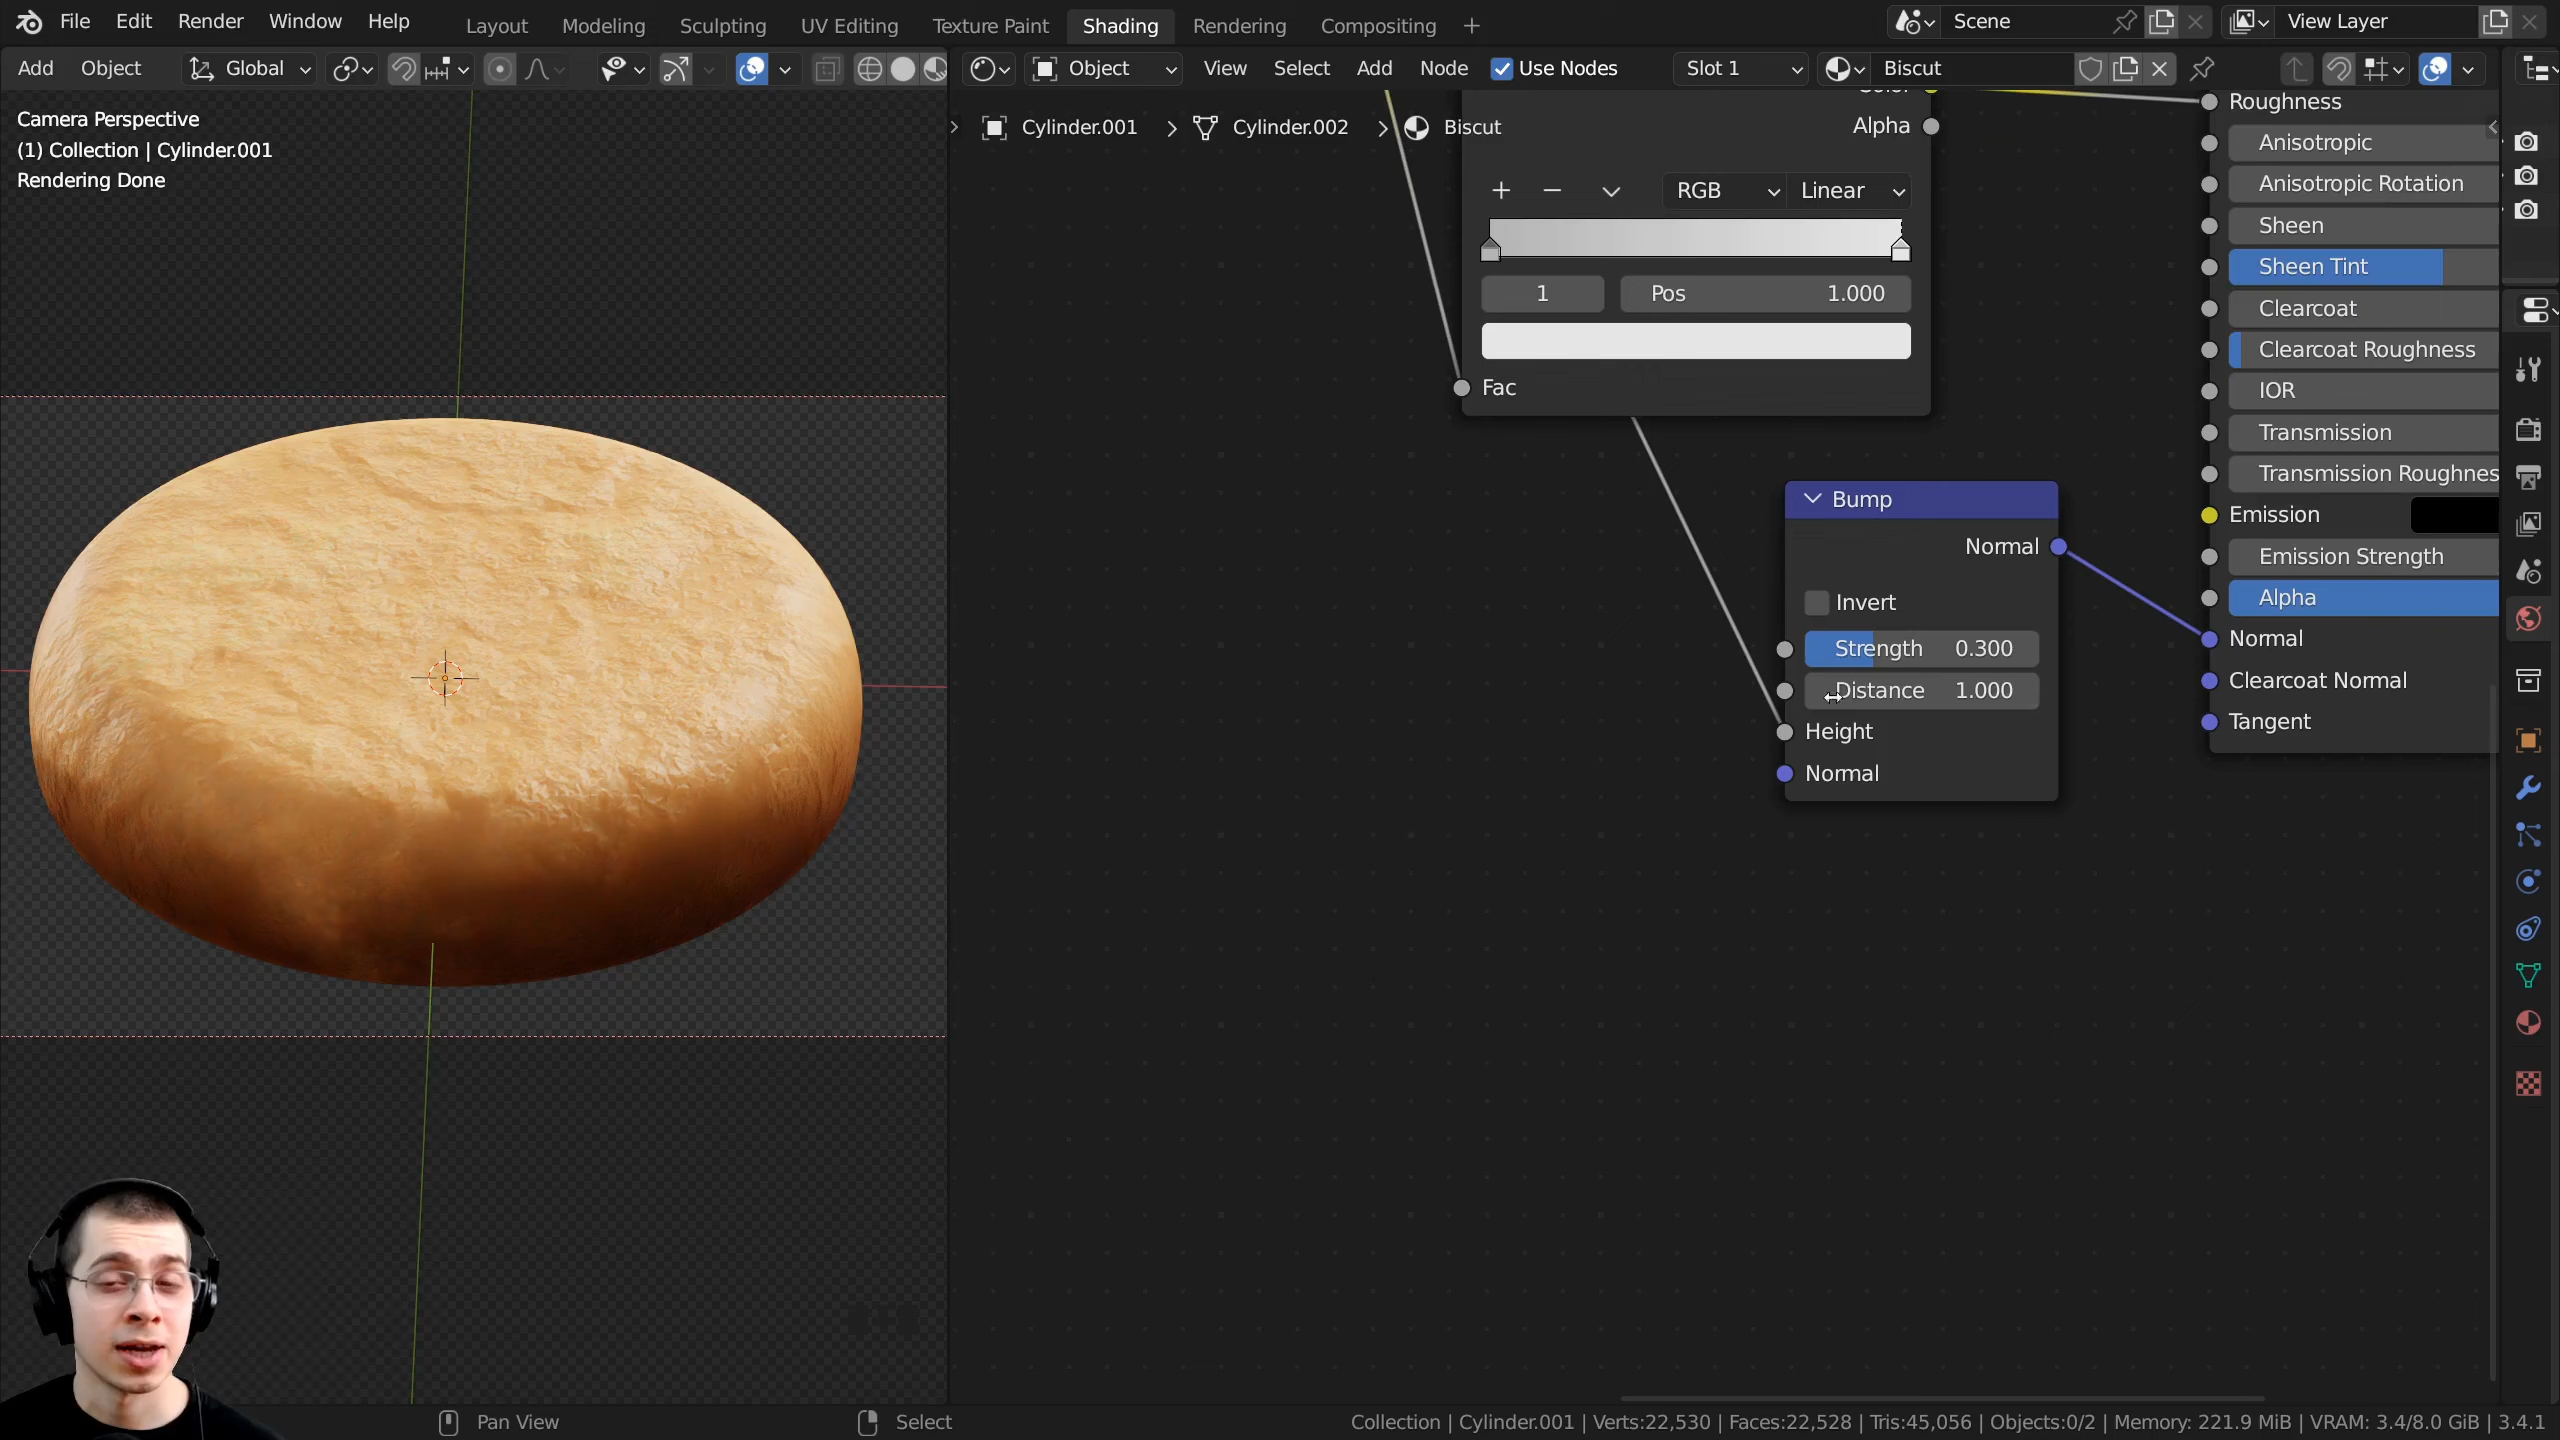 File Edit Render Window Help Layout Modeling Sculpting UV Editing Texture Paint Shading Rendering Compositing + Scene View Layer
Add Object Global Object View Select Add Node Use Nodes Slot 1 Biscut
Camera Perspective
(1) Collection | Cylinder.001
Rendering Done
Cylinder.001 > Cylinder.002 > Biscut
Color
Alpha
RGB Linear
1 Pos 1.000
Fac
Bump
Normal
Invert
Strength 0.300
Distance 1.000
Height
Normal
Roughness
Anisotropic
Anisotropic Rotation
Sheen
Sheen Tint
Clearcoat
Clearcoat Roughness
IOR
Transmission
Transmission Roughnes
Emission
Emission Strength
Alpha
Normal
Clearcoat Normal
Tangent
Pan View Select Collection | Cylinder.001 | Verts:22,530 | Faces:22,528 | Tris:45,056 | Objects:0/2 | Memory: 221.9 MiB | VRAM: 3.4/8.0 GiB | 3.4.1